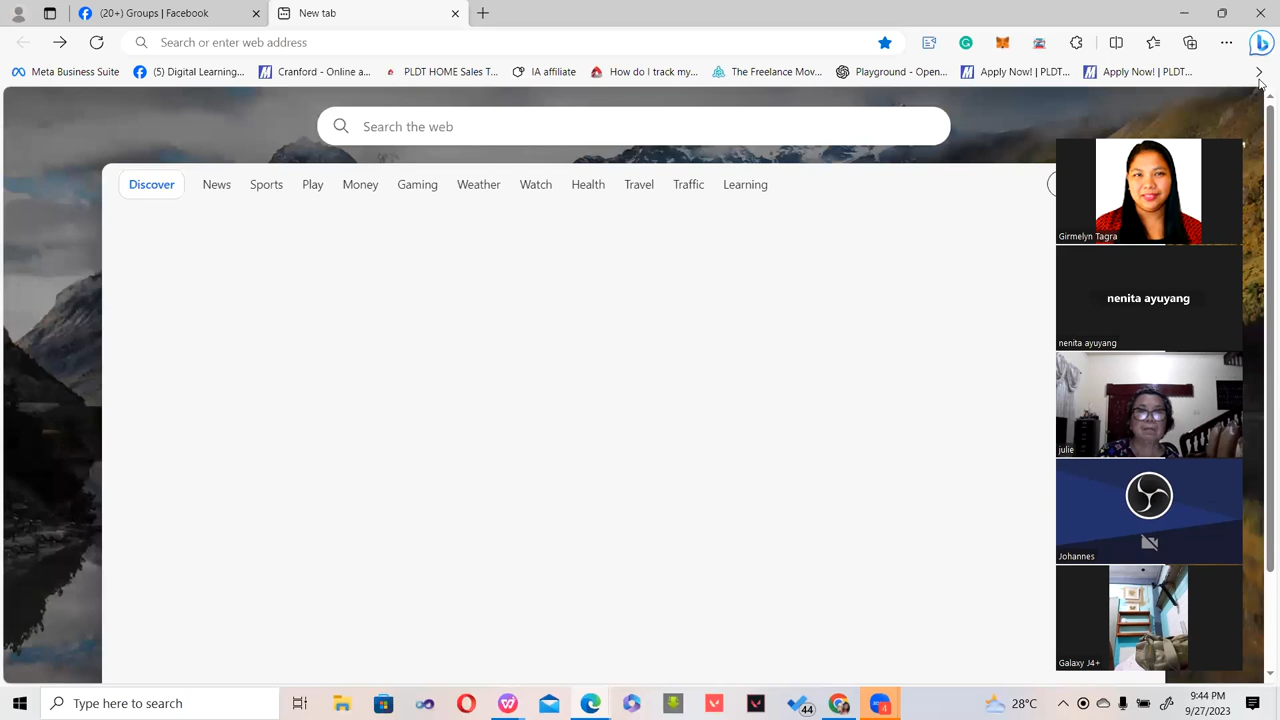 (20+) Groups | Facebook
New tab
Search or enter web address
Meta Business Suite
(5) Digital Learning...
Cranford - Online a...
PLDT HOME Sales T...
IA affiliate
How do I track my...
The Freelance Mov...
Playground - Open...
Apply Now! | PLDT...
Apply Now! | PLDT...
Search the web
Discover
News
Sports
Play
Money
Gaming
Weather
Watch
Health
Travel
Traffic
Learning
Girmelyn Tagra
nenita ayuyang
nenita ayuyang
julie
Johannes
Galaxy J4+
Type here to search
44
4
28°C
9:44 PM
9/27/2023